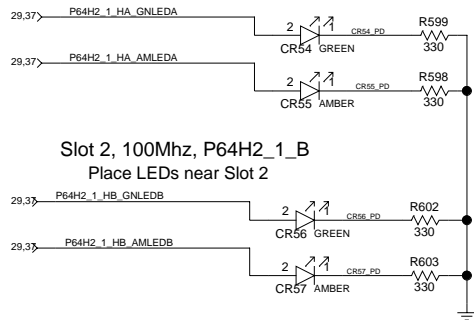 29,37 P64H2_1_HA_GNLEDA
2 1 CR54_PD R599
CR54 GREEN 330
29,37 P64H2_1_HA_AMLEDA
2 1 CR55_PD R598
CR55 AMBER 330
Slot 2, 100Mhz, P64H2_1_B
Place LEDs near Slot 2
29,37 P64H2_1_HB_GNLEDB
2 1 CR56_PD R602
CR56 GREEN 330
29,37 P64H2_1_HB_AMLEDB
2 1 CR57_PD R603
CR57 AMBER 330